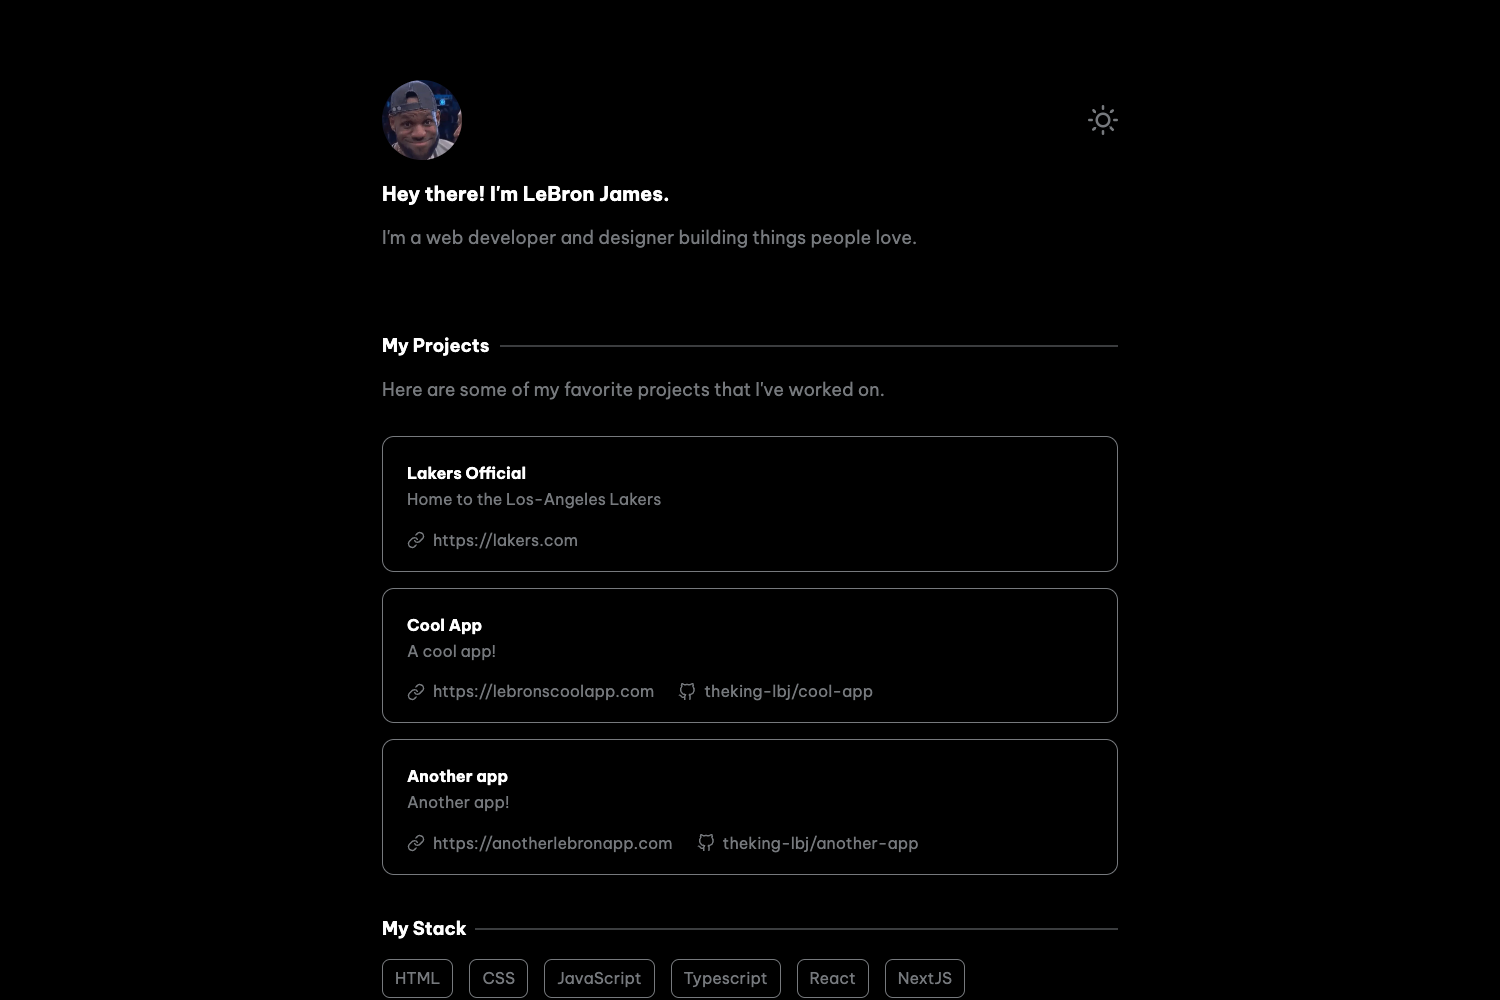 Hey there! I'm LeBron James.
I'm a web developer and designer building things people love.
My Projects
Here are some of my favorite projects that I've worked on.
Lakers Official
Home to the Los-Angeles Lakers
https://lakers.com
Cool App
A cool app!
https://lebronscoolapp.com theking-lbj/cool-app
Another app
Another app!
https://anotherlebronapp.com theking-lbj/another-app
My Stack
HTML CSS JavaScript Typescript React NextJS